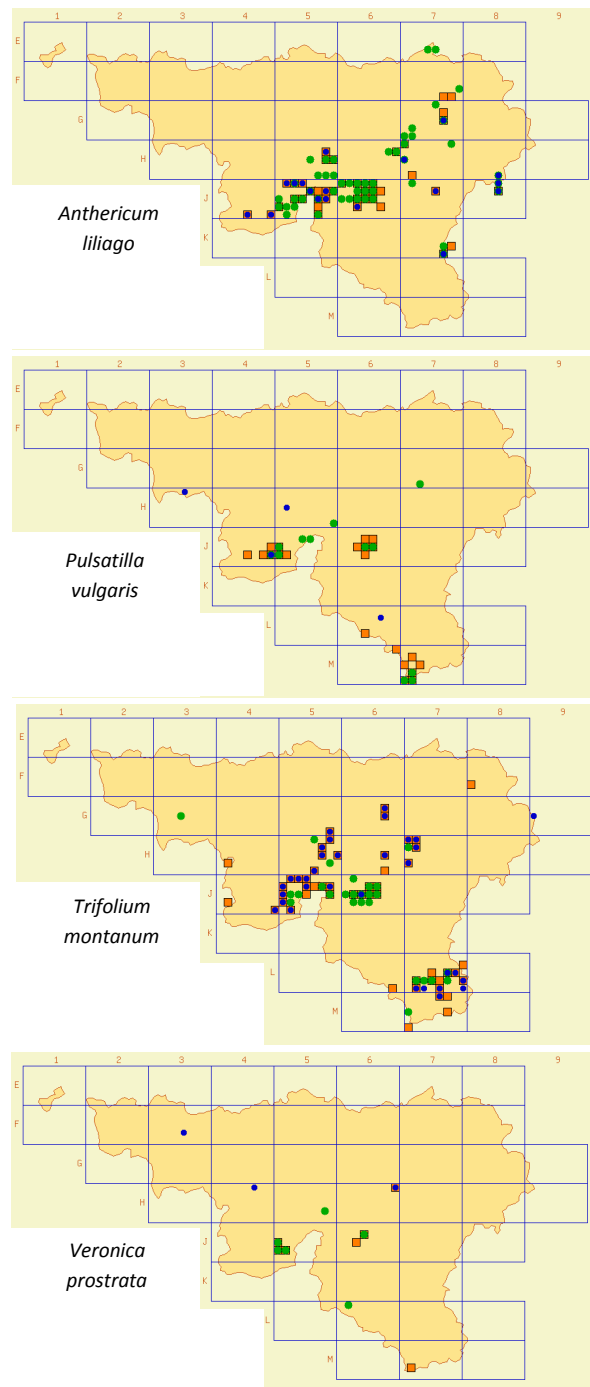 1 2 3 4 5 6 7 8 9
E
F
G
H
J
Anthericum
liliago
K
L
M
1 2 3 4 5 6 7 8 9
E
F
G
H
J
Pulsatilla
vulgaris
K
L
M
1 2 3 4 5 6 7 8 9
E
F
G
H
J
Trifolium
montanum
K
L
M
1 2 3 4 5 6 7 8 9
E
F
G
H
J
Veronica
prostrata
K
L
M